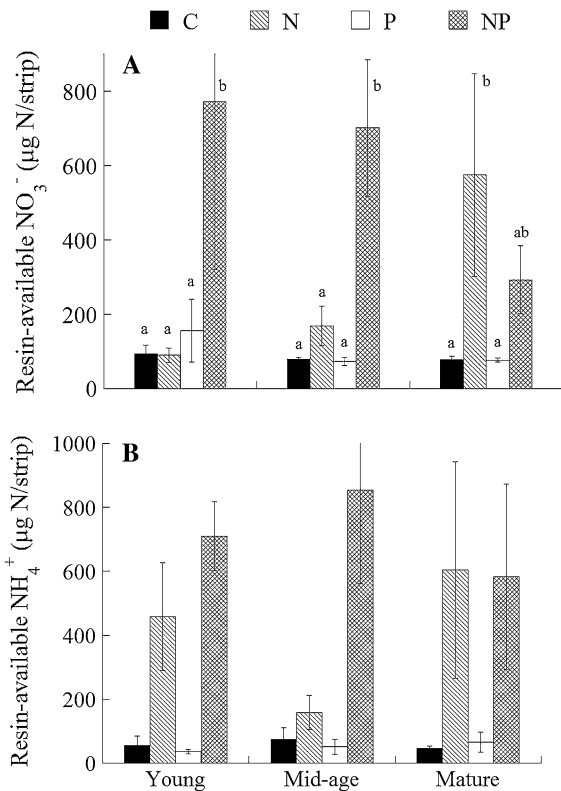 C N P NP
A
Resin-available NO₃⁻ (μg N/strip)
800
600
400
200
0
a a a b
a a a b
a b a ab
B
Resin-available NH₄⁺ (μg N/strip)
1000
800
600
400
200
0
Young Mid-age Mature